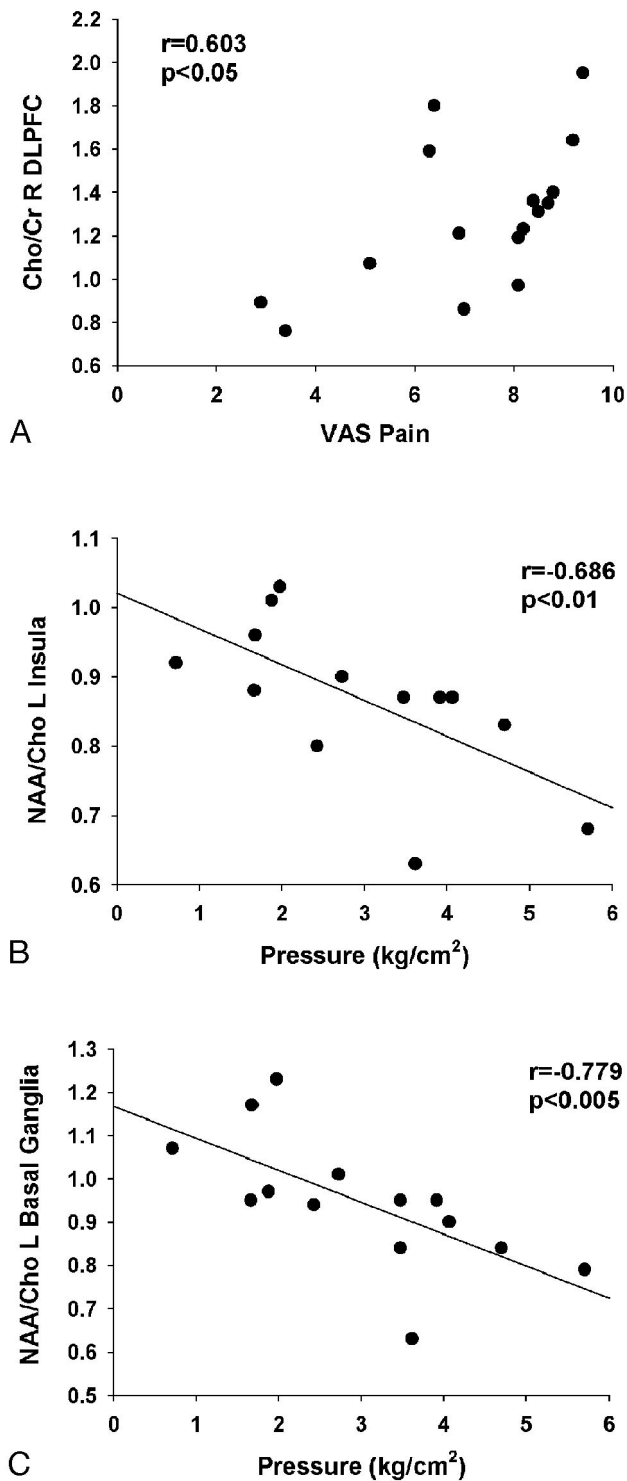 2.2
2.0
1.8
1.6
1.4
1.2
1.0
0.8
0.6
Cho/Cr R DLPFC
r=0.603
p<0.05
0 2 4 6 8 10
VAS Pain
A
1.1
1.0
0.9
0.8
0.7
0.6
NAA/Cho L Insula
r=-0.686
p<0.01
0 1 2 3 4 5 6
Pressure (kg/cm²)
B
1.3
1.2
1.1
1.0
0.9
0.8
0.7
0.6
0.5
NAA/Cho L Basal Ganglia
r=-0.779
p<0.005
0 1 2 3 4 5 6
Pressure (kg/cm²)
C